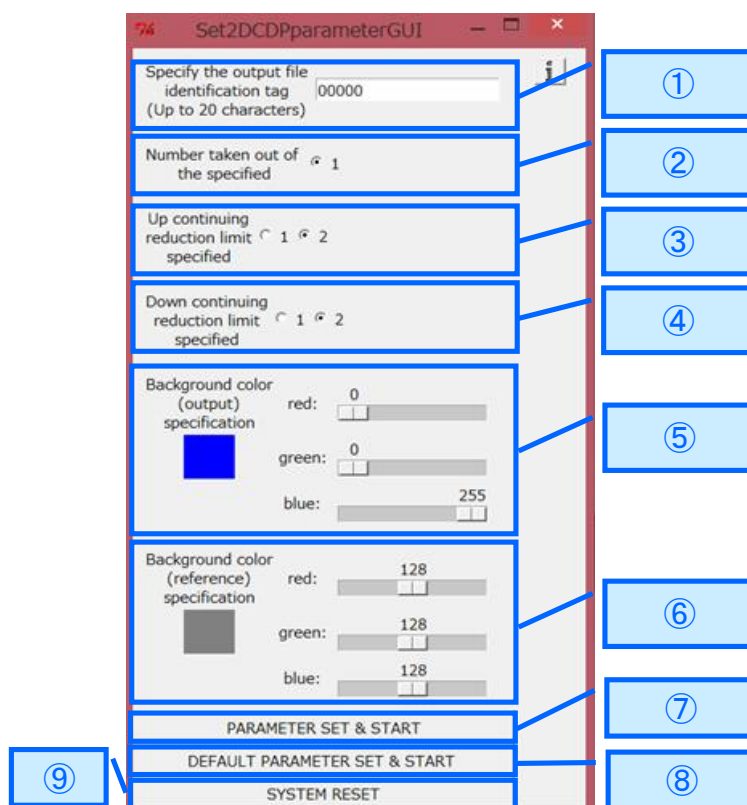 Set2DCDPparameterGUI
Specify the output file
identification tag
(Up to 20 characters)
00000
i
①
Number taken out of
the specified
1
②
Up continuing
reduction limit
specified
1 2
③
Down continuing
reduction limit
specified
1 2
④
Background color
(output)
specification
red:
0
green:
0
blue:
255
⑤
Background color
(reference)
specification
red:
128
green:
128
blue:
128
⑥
PARAMETER SET & START
⑦
DEFAULT PARAMETER SET & START
⑧
SYSTEM RESET
⑨